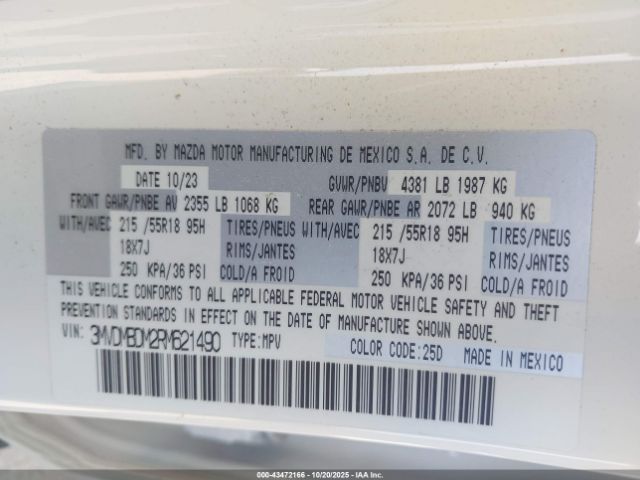 MFD. BY MAZDA MOTOR MANUFACTURING DE MEXICO S.A. DE C.V.
DATE 10/23 GVWR/PNBV 4381 LB 1987 KG
FRONT GAWR/PNBE AV 2355 LB 1068 KG REAR GAWR/PNBE AR 2072 LB 940 KG
WITH/AVEC 215 /55R18 95H TIRES/PNEUS WITH/AVEC 215 /55R18 95H TIRES/PNEUS
18X7J RIMS/JANTES 18X7J RIMS/JANTES
250 KPA/36 PSI COLD/A FROID 250 KPA/36 PSI COLD/A FROID
THIS VEHICLE CONFORMS TO ALL APPLICABLE FEDERAL MOTOR VEHICLE SAFETY AND THEFT
PREVENTION STANDARDS IN EFFECT ON THE DATE OF MANUFACTURE SHOWN ABOVE.
VIN: 3MVDMBDM2RM621490 TYPE: MPV COLOR CODE:25D MADE IN MEXICO
000-43472166 - 10/20/2025 - IAAI.COM